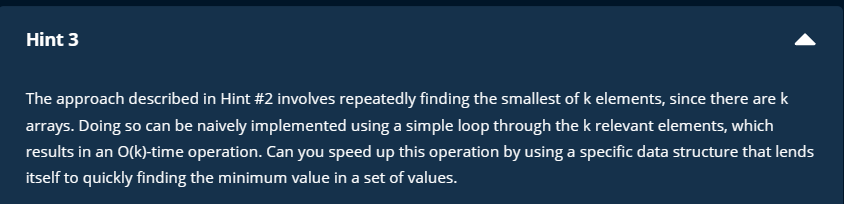 Hint 3
The approach described in Hint #2 involves repeatedly finding the smallest of k elements, since there are k
arrays. Doing so can be naively implemented using a simple loop through the k relevant elements, which
results in an O(k)-time operation. Can you speed up this operation by using a specific data structure that lends
itself to quickly finding the minimum value in a set of values.